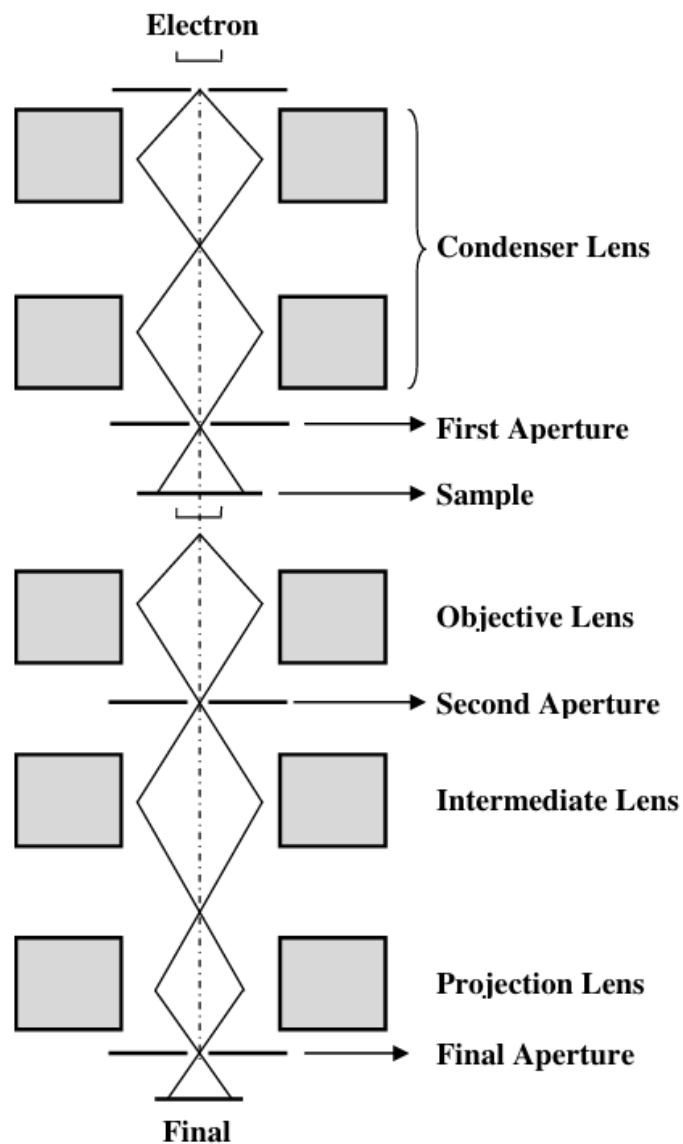 Electron
Condenser Lens
First Aperture
Sample
Objective Lens
Second Aperture
Intermediate Lens
Projection Lens
Final Aperture
Final